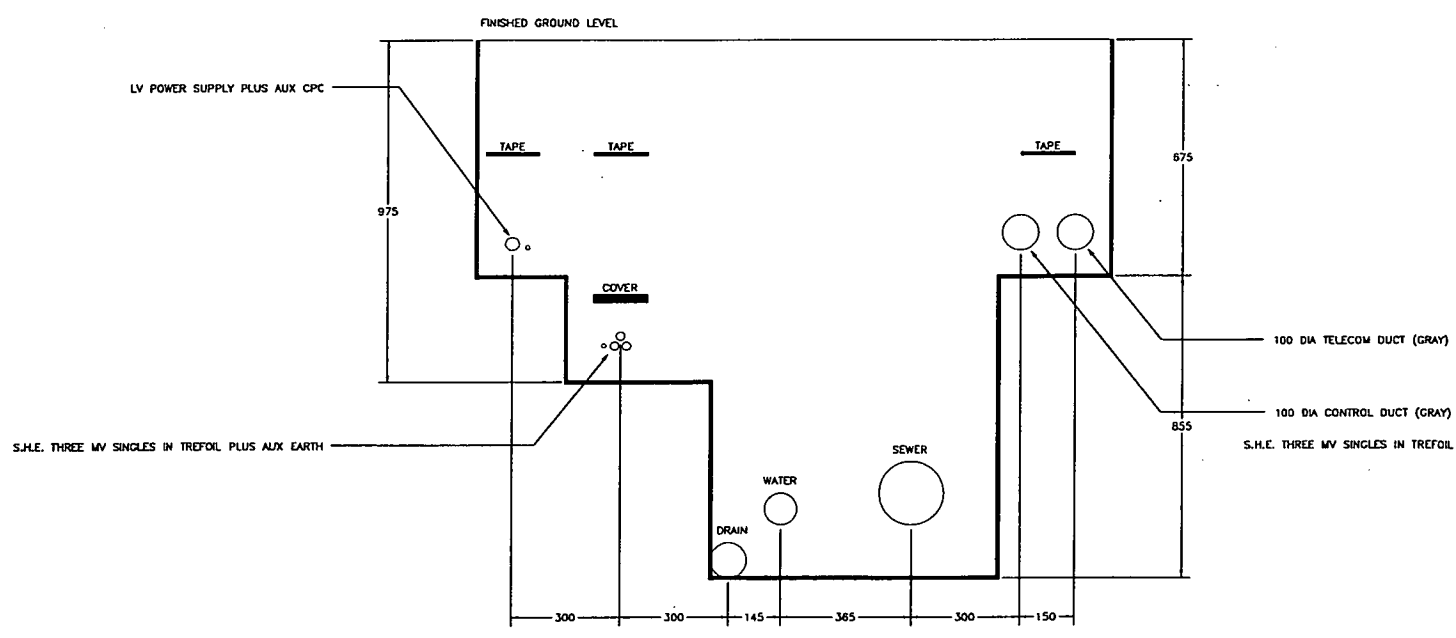 FINISHED GROUND LEVEL
LV POWER SUPPLY PLUS AUX CPC
TAPE
TAPE
TAPE
675
975
COVER
100 DIA TELECOM DUCT (GRAY)
100 DIA CONTROL DUCT (GRAY)
855
S.H.E. THREE MV SINGLES IN TREFOIL PLUS AUX EARTH
S.H.E. THREE MV SINGLES IN TREFOIL
SEWER
WATER
DRAIN
300
300
145
365
300
150